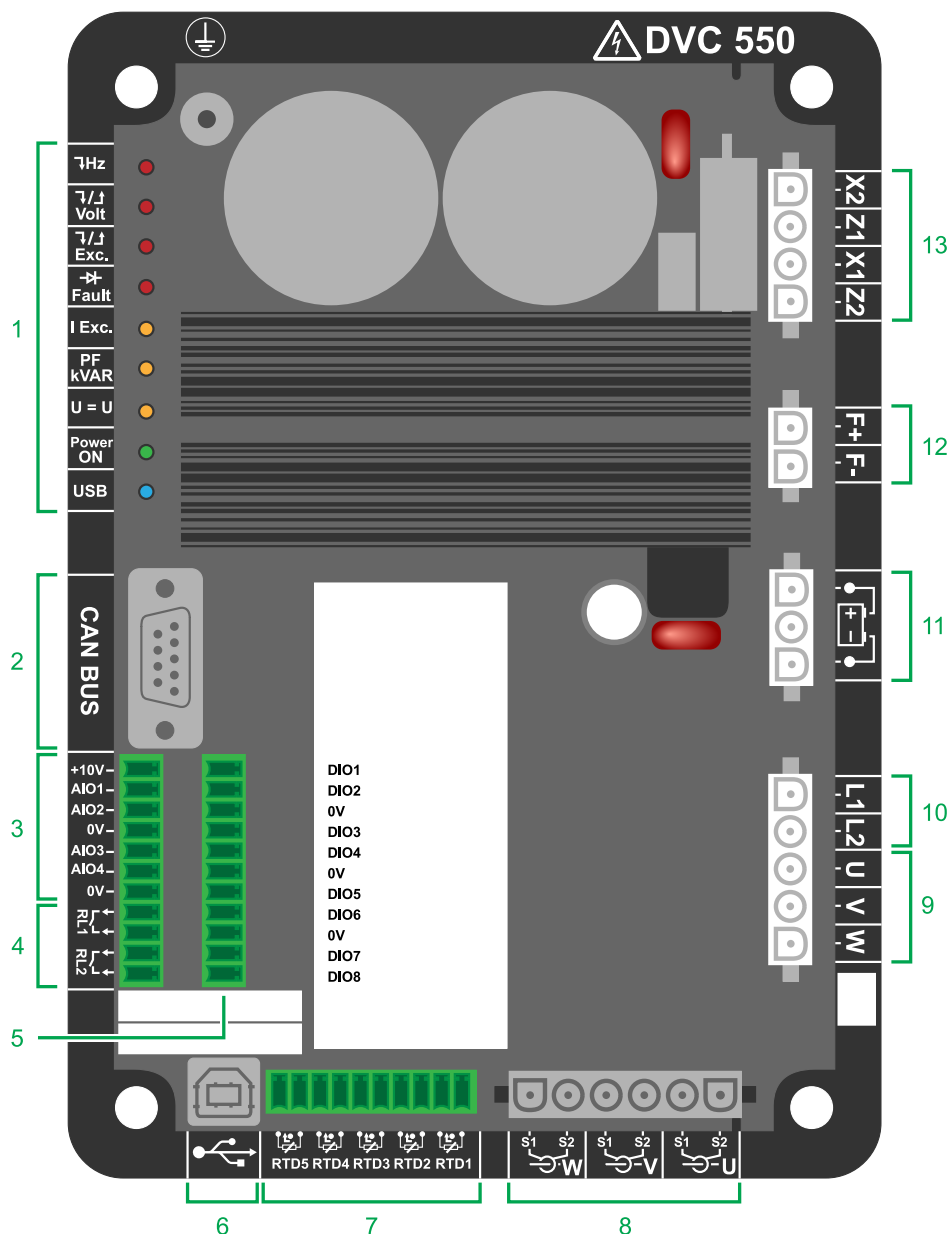 DVC 550
Hz
Volt
Exc.
Fault
I Exc.
PF
kVAR
U = U
Power
ON
USB
1
CAN BUS
2
+10V
AIO1
AIO2
0V
AIO3
AIO4
0V
3
RL1
RL2
4
5
DIO1
DIO2
0V
DIO3
DIO4
0V
DIO5
DIO6
0V
DIO7
DIO8
X2
Z1
X1
Z2
13
F+
F-
12
+
-
11
L1
L2
10
U
V
W
9
t° t° t° t° t°
RTD5 RTD4 RTD3 RTD2 RTD1
S1 S2 S1 S2 S1 S2
W V U
6
7
8